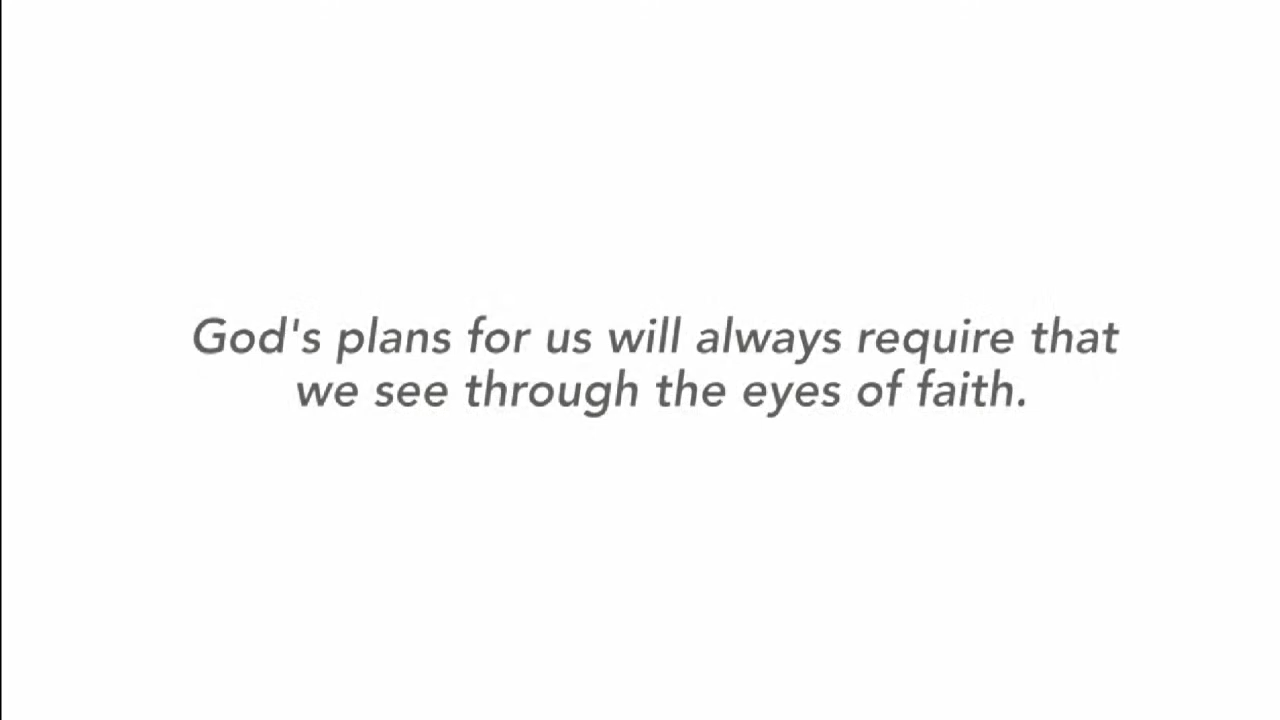 God's plans for us will always require that
we see through the eyes of faith.